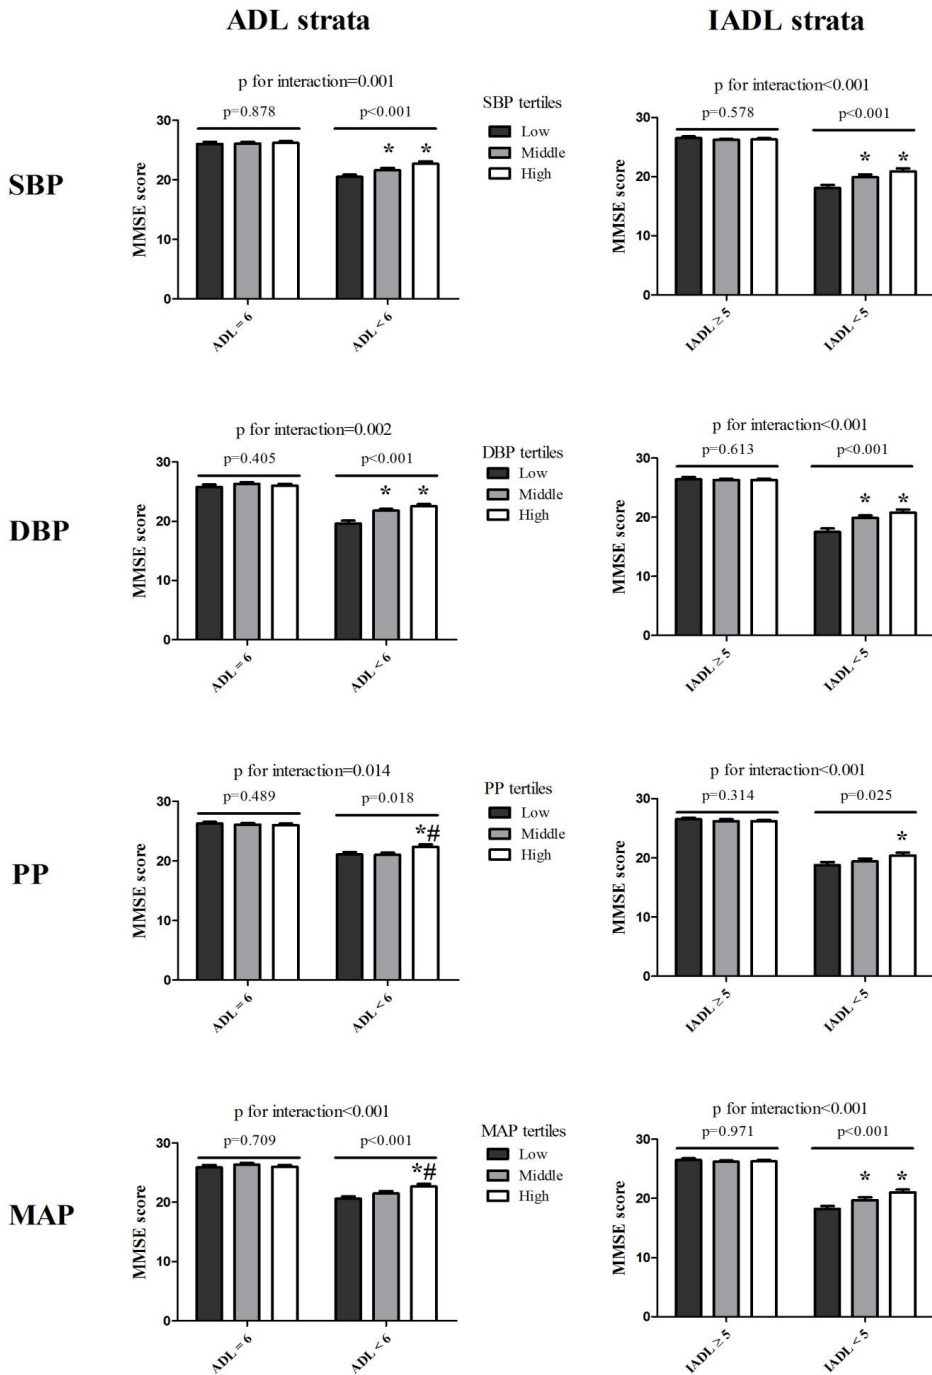 ADL strata
IADL strata
SBP
p for interaction=0.001
p=0.878
p<0.001
MMSE score
30
20
10
0
* *
ADL = 6
ADL < 6
SBP tertiles
Low
Middle
High
p for interaction<0.001
p=0.578
p<0.001
MMSE score
30
20
10
0
* *
IADL ≥ 5
IADL < 5
DBP
p for interaction=0.002
p=0.405
p<0.001
MMSE score
30
20
10
0
* *
ADL = 6
ADL < 6
DBP tertiles
Low
Middle
High
p for interaction<0.001
p=0.613
p<0.001
MMSE score
30
20
10
0
* *
IADL ≥ 5
IADL < 5
PP
p for interaction=0.014
p=0.489
p=0.018
MMSE score
30
20
10
0
*#
ADL = 6
ADL < 6
PP tertiles
Low
Middle
High
p for interaction<0.001
p=0.314
p=0.025
MMSE score
30
20
10
0
*
IADL ≥ 5
IADL < 5
MAP
p for interaction<0.001
p=0.709
p<0.001
MMSE score
30
20
10
0
*#
ADL = 6
ADL < 6
MAP tertiles
Low
Middle
High
p for interaction<0.001
p=0.971
p<0.001
MMSE score
30
20
10
0
* *
IADL ≥ 5
IADL < 5